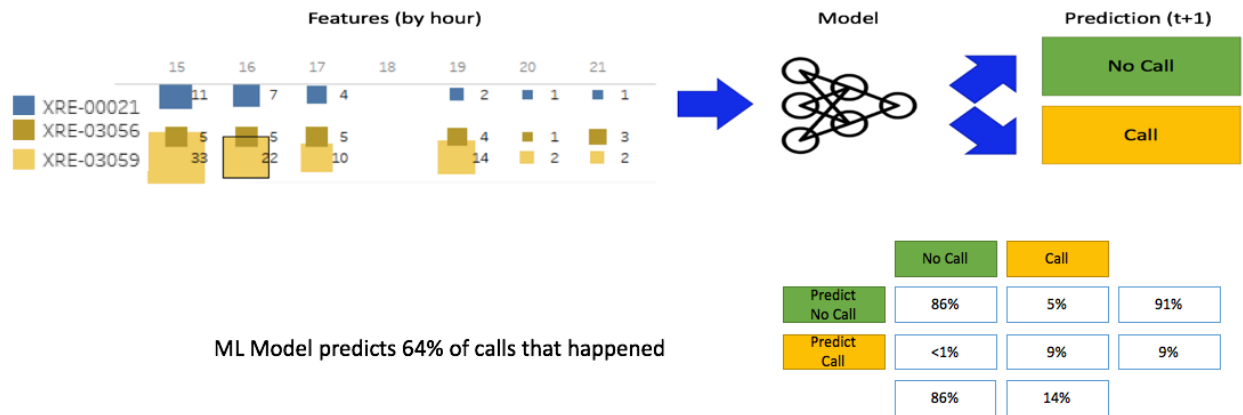 Features (by hour)
Model
Prediction (t+1)
15 16 17 18 19 20 21
XRE-00021 11 7 4 2 1 1
XRE-03056 5 5 5 4 1 3
XRE-03059 33 22 10 14 2 2
No Call
Call
No Call Call
Predict
No Call
86% 5% 91%
Predict
Call
<1% 9% 9%
86% 14%
ML Model predicts 64% of calls that happened